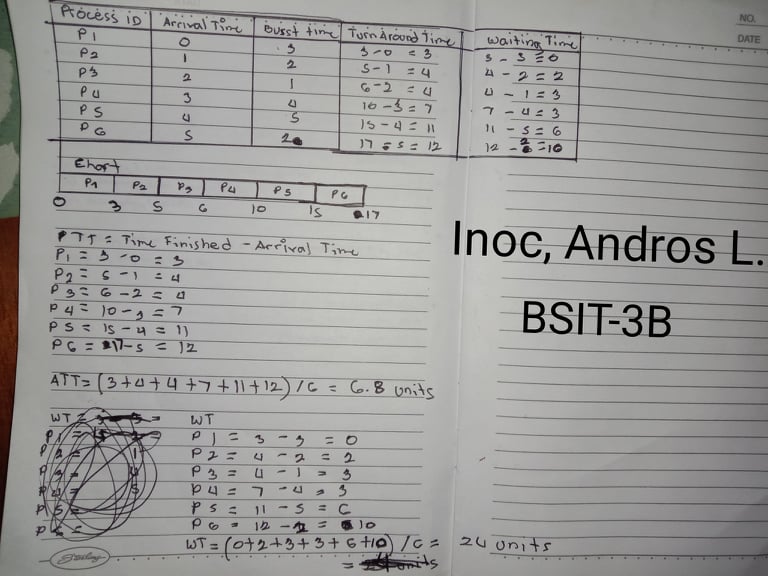 NO.
DATE
Process ID Arrival Time Busst time Turn Around Time Waiting Time
P1 0 3 3-0 = 3 3 - 3 = 0
P2 1 2 5-1 = 4 4 - 2 = 2
P3 2 1 6-2 = 4 4 - 1 = 3
P4 3 4 10 - 3 = 7 7 - 4 = 3
P5 4 5 15 - 4 = 11 11 - 5 = 6
P6 5 2 17 - 5 = 12 12 - 2 = 10
Chart
P1 P2 P3 P4 P5 P6
0 3 5 6 10 15 17
PTT = Time Finished - Arrival Time
P1 = 3 - 0 = 3
P2 = 5 - 1 = 4
P3 = 6 - 2 = 4
P4 = 10 - 3 = 7
P5 = 15 - 4 = 11
P6 = 17 - 5 = 12
ATT = (3+4+4+7+11+12) / 6 = 6.8 units
WT
P1 = 3 - 3 = 0
P2 = 4 - 2 = 2
P3 = 4 - 1 = 3
P4 = 7 - 4 = 3
P5 = 11 - 5 = 6
P6 = 12 - 2 = 10
WT = (0+2+3+3+6+10) / 6 = 24 units
Inoc, Andros L.
BSIT-3B